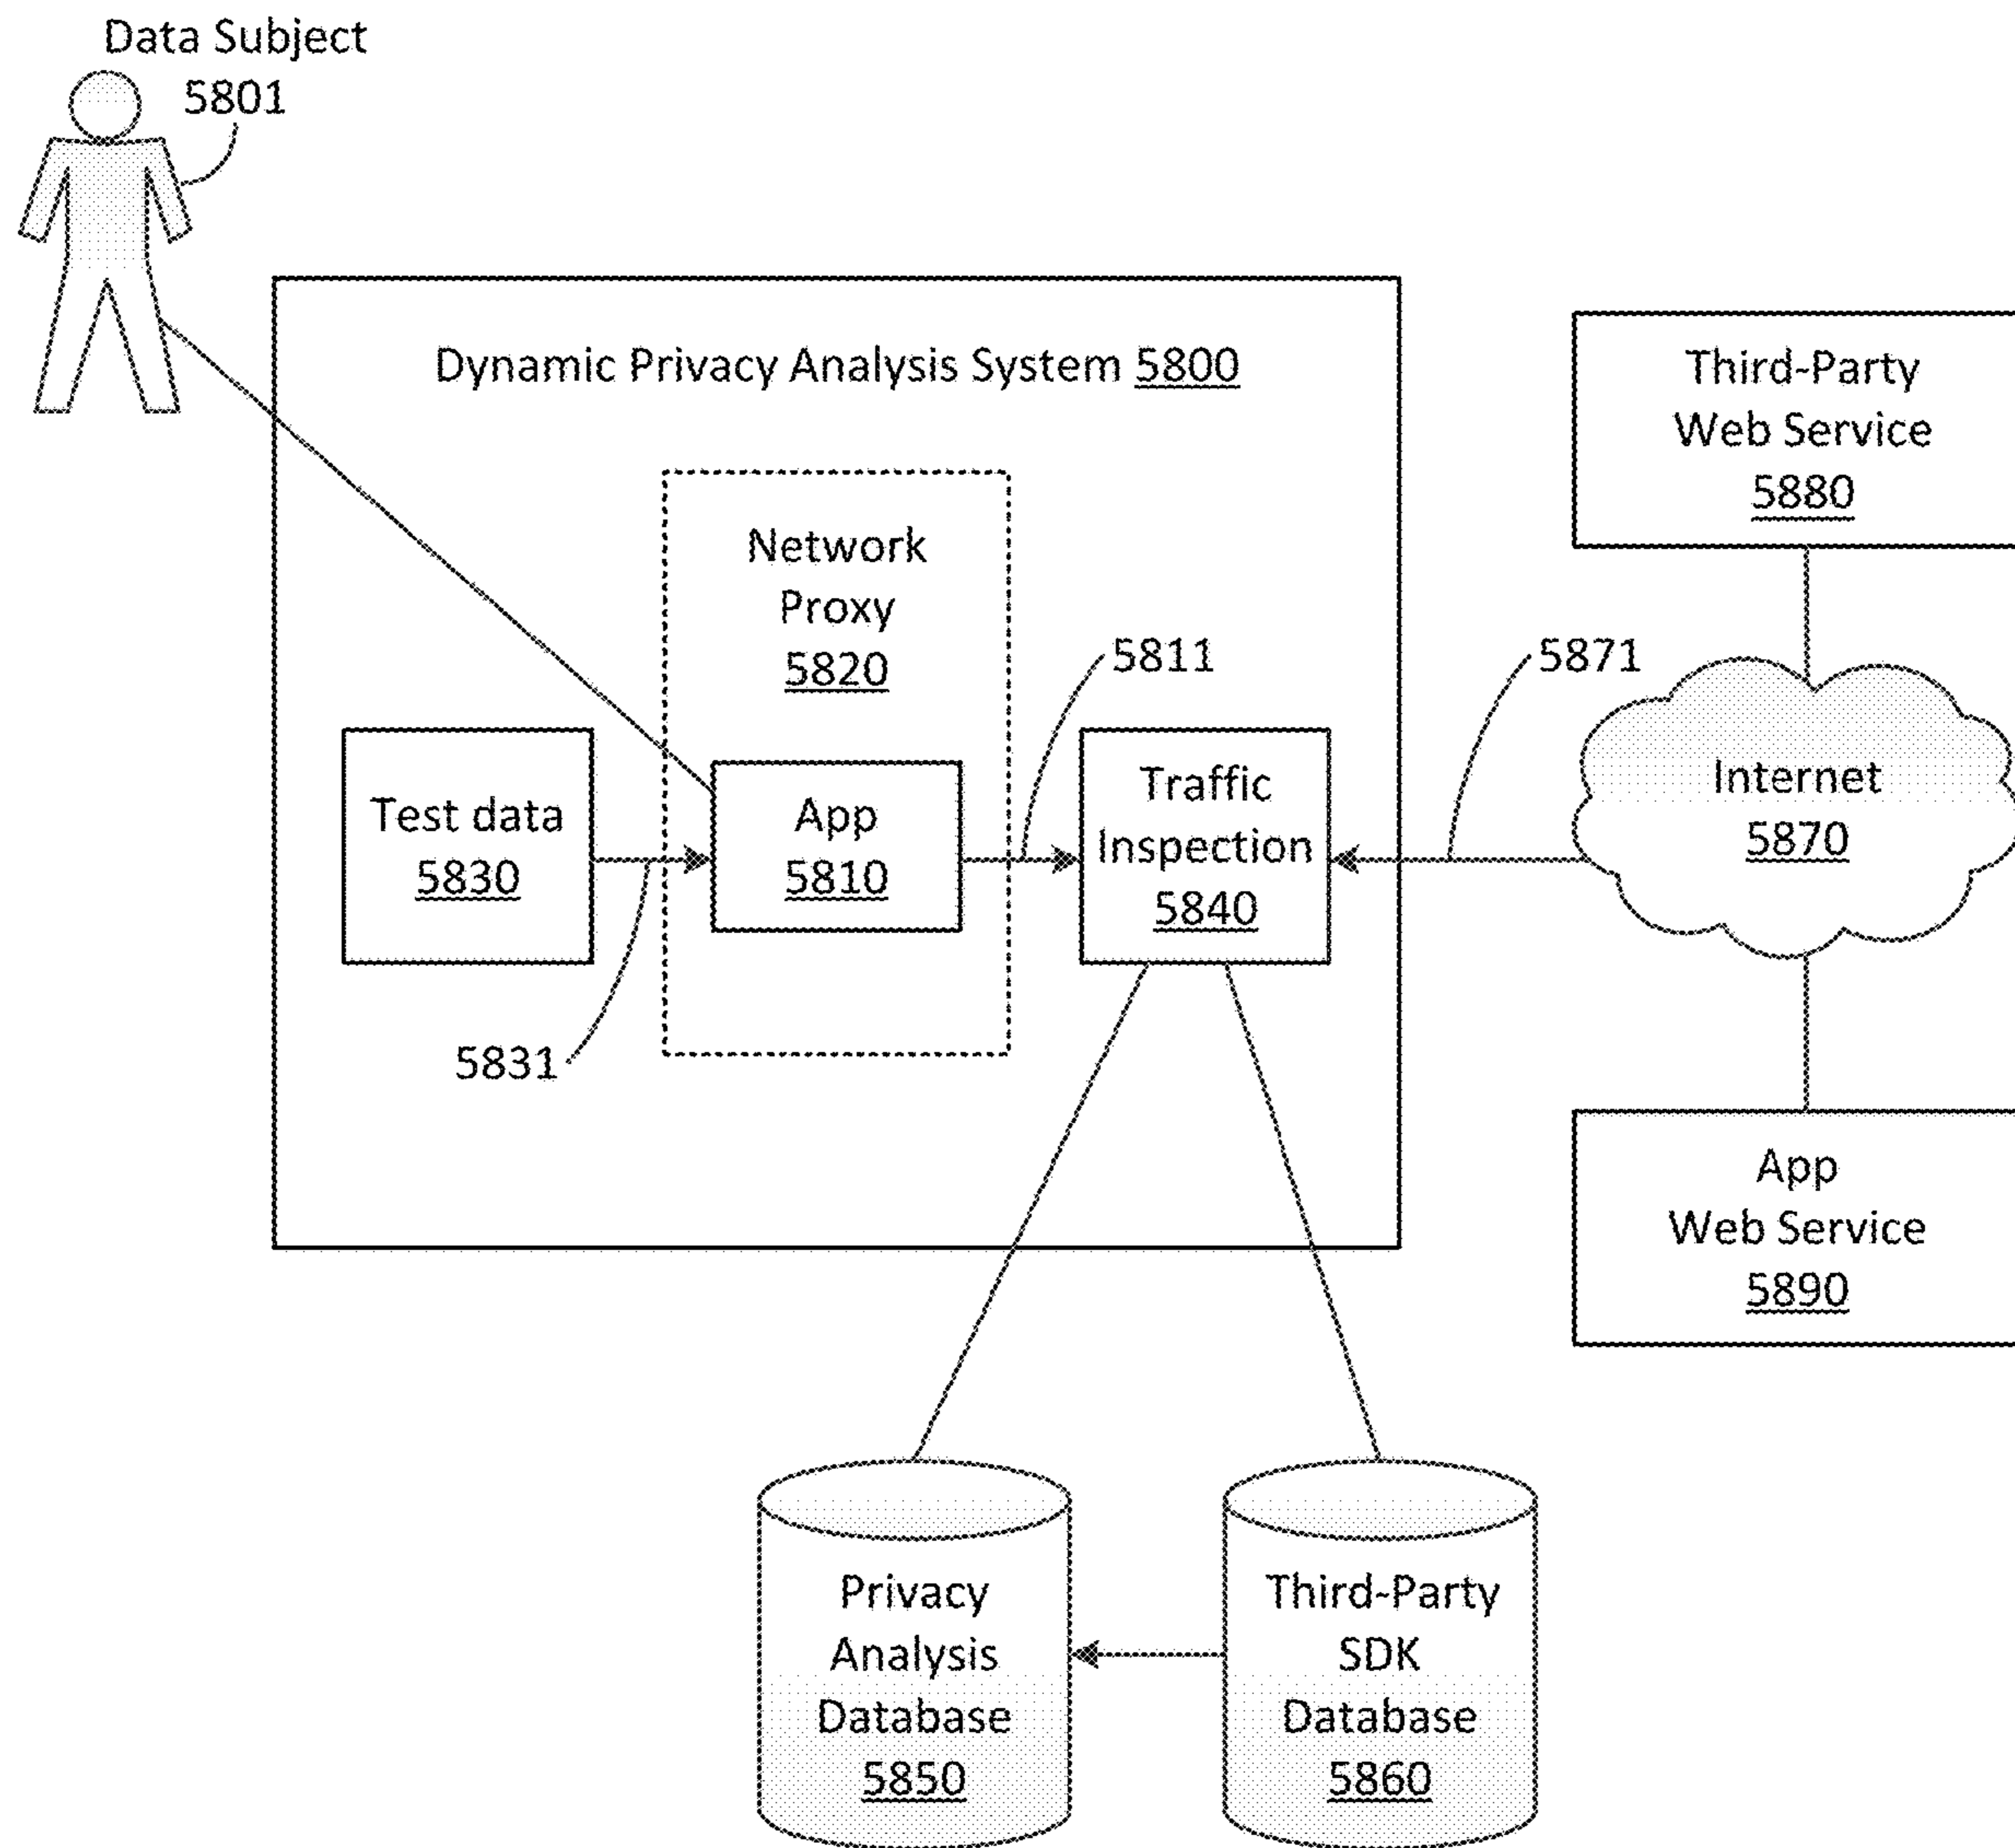 Data Subject
5801
Dynamic Privacy Analysis System 5800
Third-Party
Web Service
5880
Network
Proxy
5820
5811
5871
Test data
5830
App
5810
Traffic
Inspection
5840
Internet
5870
5831
App
Web Service
5890
Privacy
Analysis
Database
5850
Third-Party
SDK
Database
5860